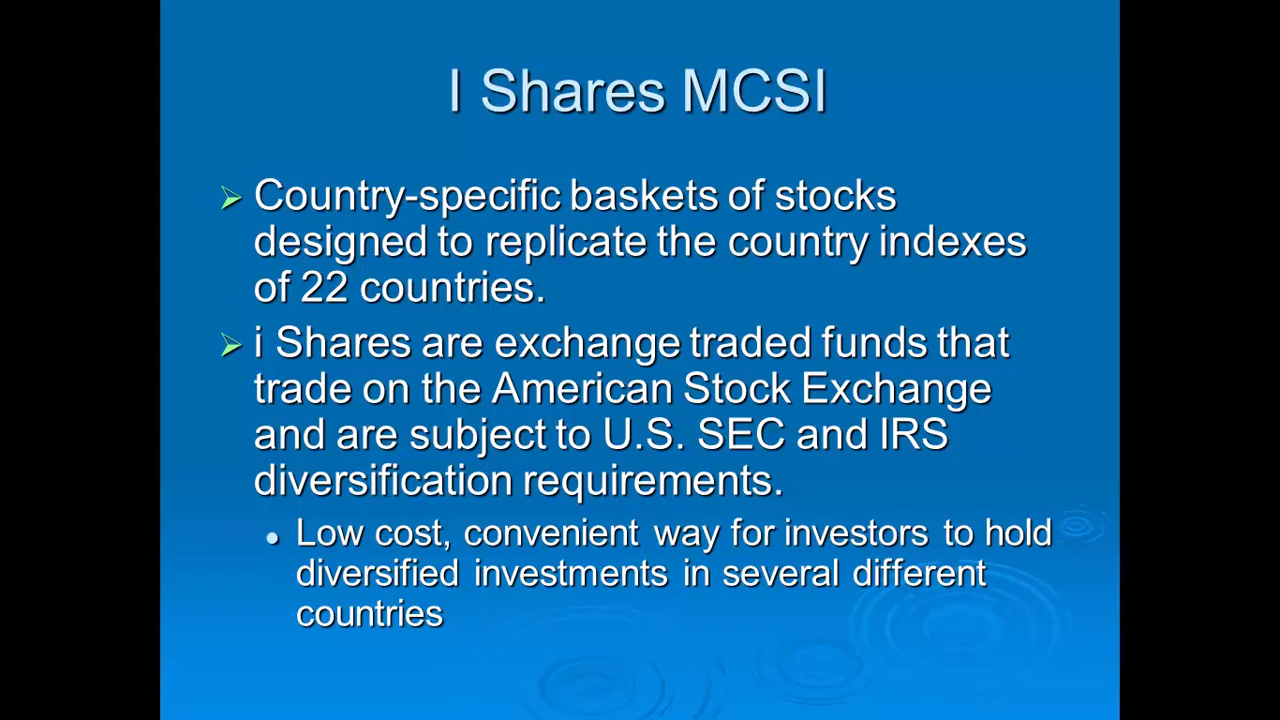 I Shares MCSI
Country-specific baskets of stocks
designed to replicate the country indexes
of 22 countries.
i Shares are exchange traded funds that
trade on the American Stock Exchange
and are subject to U.S. SEC and IRS
diversification requirements.
Low cost, convenient way for investors to hold
diversified investments in several different
countries